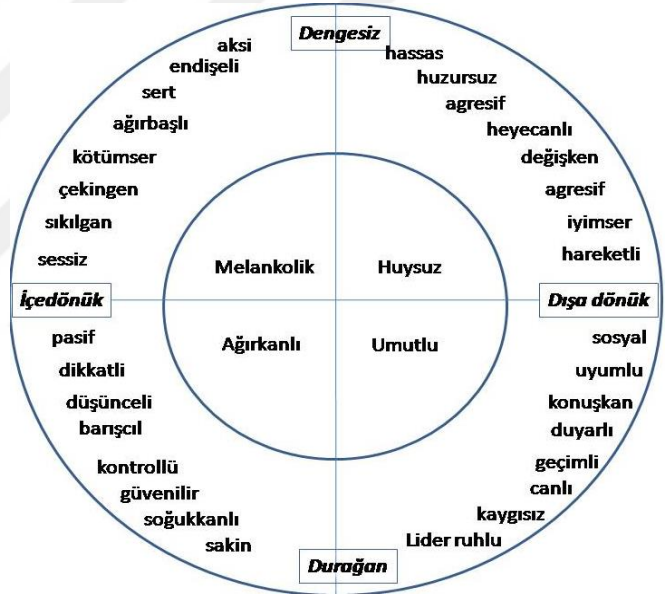 Dengesiz
aksi
endişeli
sert
ağırbaşlı
kötümser
çekingen
sıkılgan
sessiz
hassas
huzursuz
agresif
heyecanlı
değişken
agresif
iyimser
hareketli
Melankolik
Huysuz
İçedönük
Dışa dönük
Ağırkanlı
Umutlu
pasif
dikkatli
düşünceli
barışcıl
kontrollü
güvenilir
soğukkanlı
sakin
sosyal
uyumlu
konuşkan
duyarlı
geçimli
canlı
kaygısız
Lider ruhlu
Durağan